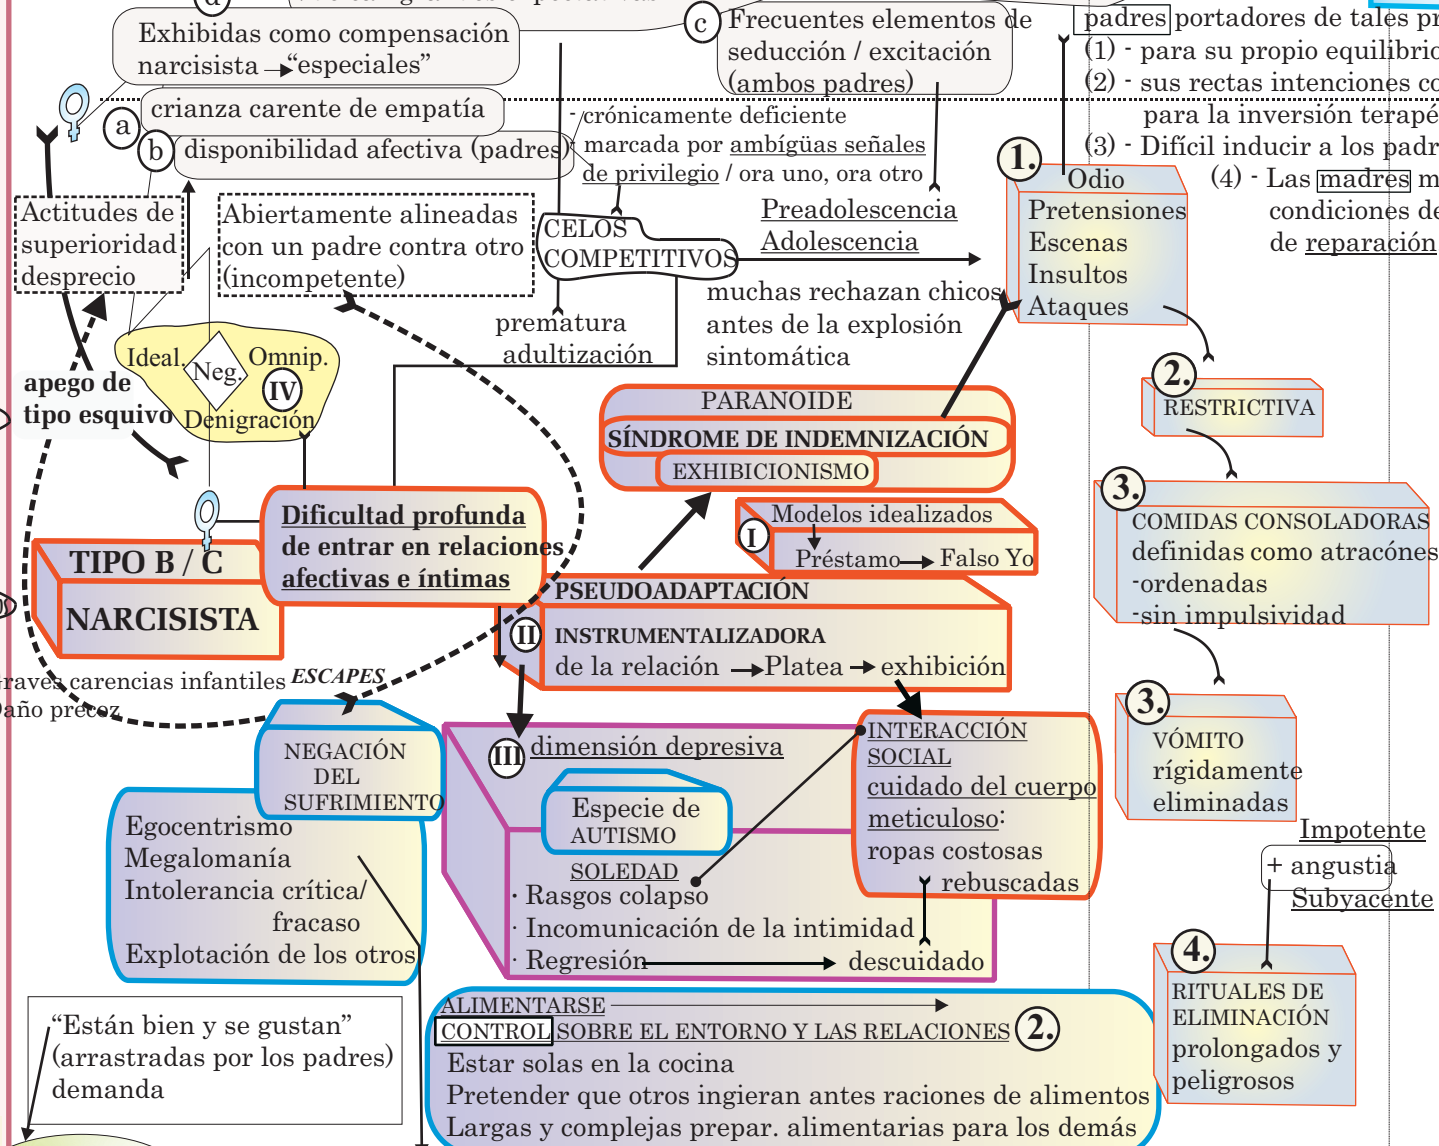 d
Exhibidas como compensación
narcisista → “especiales”
a
crianza carente de empatía
b
disponibilidad afectiva (padres)
- crónicamente deficiente
- marcada por ambígüas señales
de privilegio / ora uno, ora otro
c
Frecuentes elementos de
seducción / excitación
(ambos padres)
padres portadores de tales
(1) - para su propio equilibrio
(2) - sus rectas intenciones
para la inversión
(3) - Difícil inducir a los
(4) - Las madres
condiciones
de reparación
Actitudes de
superioridad
desprecio
Abiertamente alineadas
con un padre contra otro
(incompetente)
CELOS
COMPETITIVOS
Preadolescencia
Adolescencia
prematura
adultización
muchas rechazan chicos
antes de la explosión
sintomática
1.
Odio
Pretensiones
Escenas
Insultos
Ataques
2.
RESTRICTIVA
3.
COMIDAS CONSOLADORAS
definidas como atracónes
-ordenadas
-sin impulsividad
3.
VÓMITO
rígidamente
eliminadas
Impotente
+ angustia
Subyacente
4.
RITUALES DE
ELIMINACIÓN
prolongados y
peligrosos
Ideal.
Neg.
Omnip.
IV
Denigración
apego de
tipo esquivo
PARANOIDE
SÍNDROME DE INDEMNIZACIÓN
EXHIBICIONISMO
I
Modelos idealizados
Préstamo → Falso Yo
Dificultad profunda
de entrar en relaciones
afectivas e íntimas
TIPO B / C
NARCISISTA
PSEUDOADAPTACIÓN
II
INSTRUMENTALIZADORA
de la relación → Platea → exhibición
Graves carencias infantiles
Daño precoz
ESCAPES
NEGACIÓN
DEL
SUFRIMIENTO
Egocentrismo
Megalomanía
Intolerancia crítica/
fracaso
Explotación de los otros
III
dimensión depresiva
Especie de
AUTISMO
SOLEDAD
· Rasgos colapso
· Incomunicación de la intimidad
· Regresión → descuidado
INTERACCIÓN
SOCIAL
cuidado del cuerpo
meticuloso:
ropas costosas
rebuscadas
“Están bien y se gustan”
(arrastradas por los padres)
demanda
ALIMENTARSE
CONTROL SOBRE EL ENTORNO Y LAS RELACIONES
2.
Estar solas en la cocina
Pretender que otros ingieran antes raciones de alimentos
Largas y complejas prepar. alimentarias para los demás